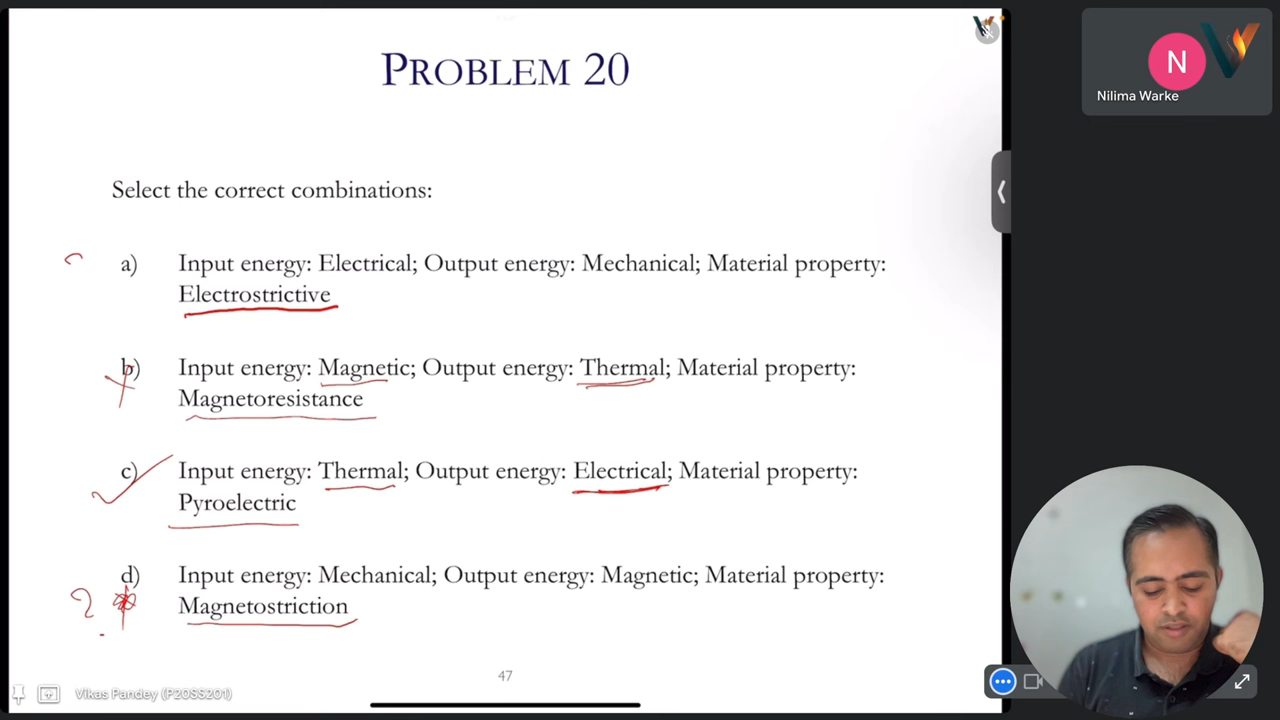 PROBLEM 20
Select the correct combinations:
a) Input energy: Electrical; Output energy: Mechanical; Material property:
Electrostrictive
b) Input energy: Magnetic; Output energy: Thermal; Material property:
Magnetoresistance
c) Input energy: Thermal; Output energy: Electrical; Material property:
Pyroelectric
d) Input energy: Mechanical; Output energy: Magnetic; Material property:
? Magnetostriction
47
N
Nilima Warke
Vikas Pandey (P20SS201)